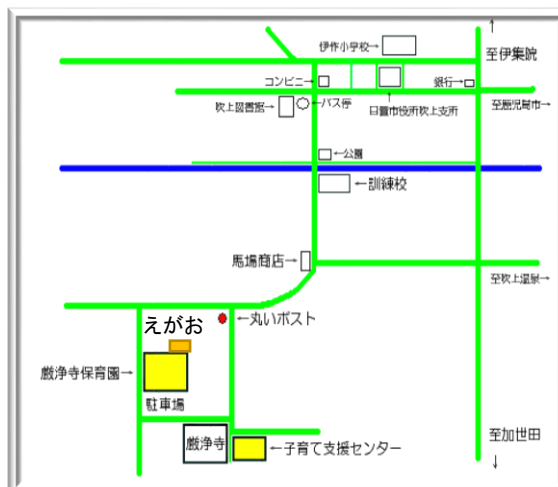 伊作小学校→
↑
至伊集院
コンビニ→
銀行→
吹上図書館→
←バス停
↑
日置市役所吹上支所
至鹿児島市→
←公園
←訓練校
馬場商店→
至吹上温泉→
えがお
←丸いポスト
厳浄寺保育園→
駐車場
厳浄寺
←子育て支援センター
至加世田
↓